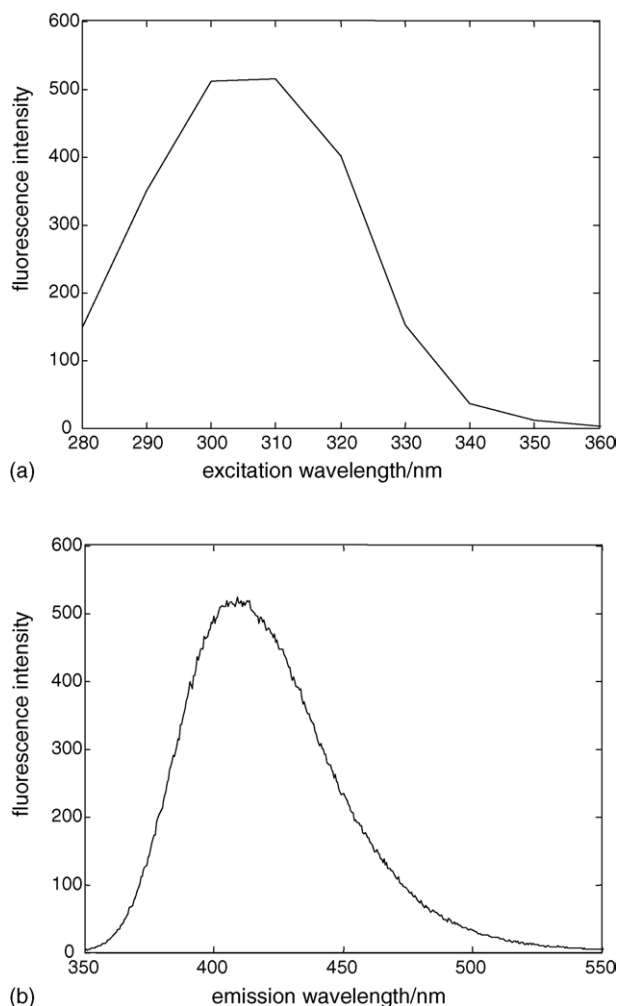 600
500
400
300
200
100
0
fluorescence intensity
280 290 300 310 320 330 340 350 360
(a) excitation wavelength/nm
600
500
400
300
200
100
0
fluorescence intensity
350 400 450 500 550
(b) emission wavelength/nm